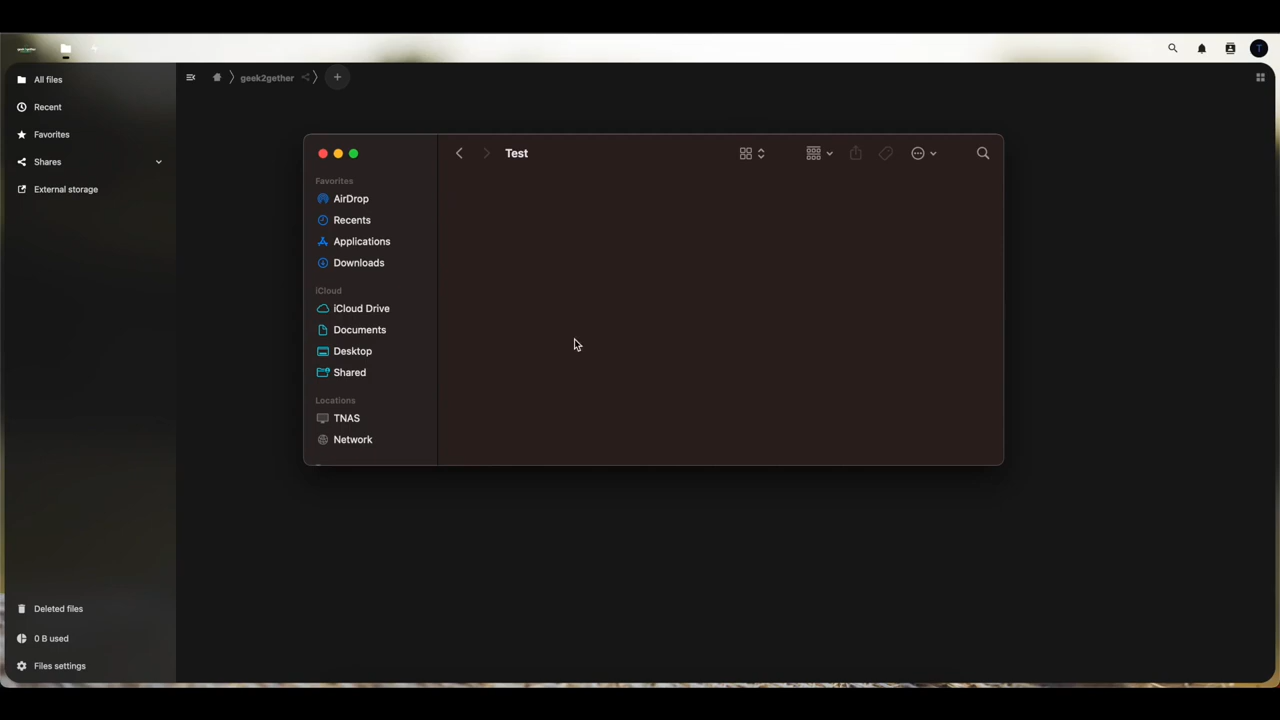 T
All files
Recent
Favorites
Shares
External storage
geek2gether
Test
Favorites
AirDrop
Recents
Applications
Downloads
iCloud
iCloud Drive
Documents
Desktop
Shared
Locations
TNAS
Network
Deleted files
0 B used
Files settings